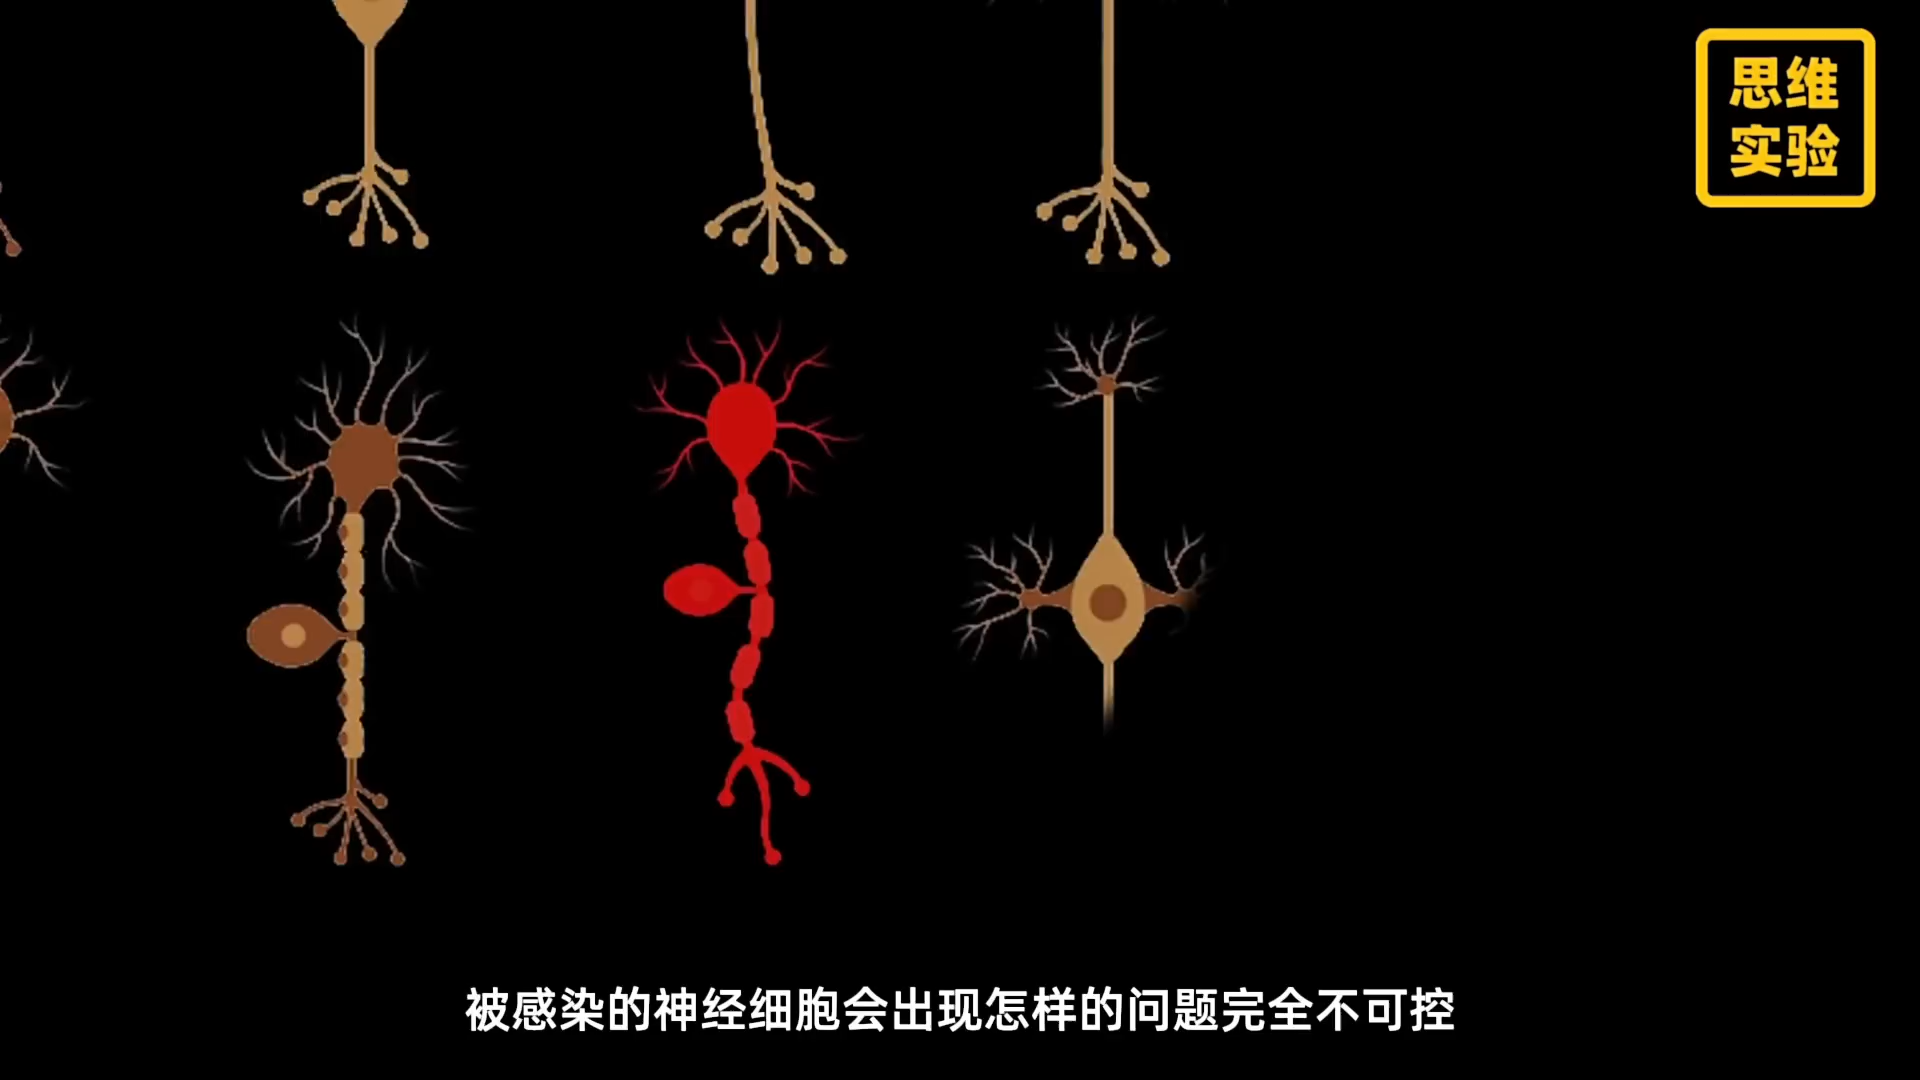 思维
实验
被感染的神经细胞会出现怎样的问题完全不可控